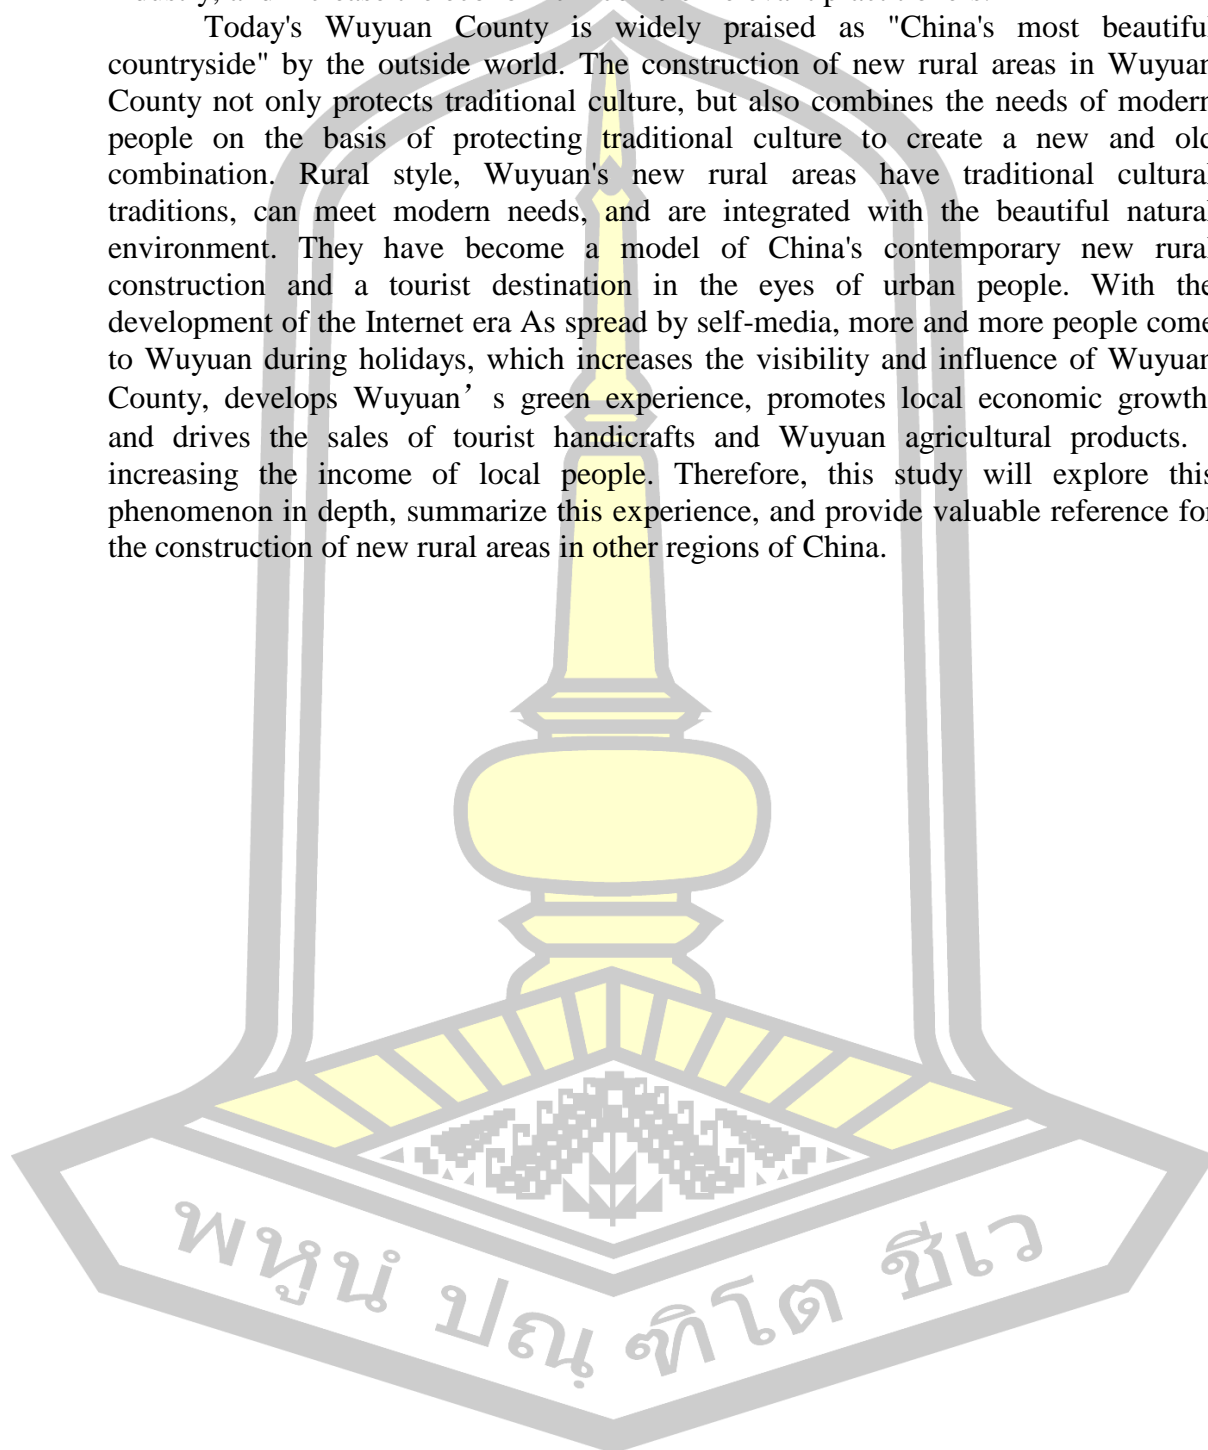 Today's Wuyuan County is widely praised as "China's most beautiful
countryside" by the outside world. The construction of new rural areas in Wuyuan
County not only protects traditional culture, but also combines the needs of modern
people on the basis of protecting traditional culture to create a new and old
combination. Rural style, Wuyuan's new rural areas have traditional cultural
traditions, can meet modern needs, and are integrated with the beautiful natural
environment. They have become a model of China's contemporary new rural
construction and a tourist destination in the eyes of urban people. With the
development of the Internet era As spread by self-media, more and more people come
to Wuyuan during holidays, which increases the visibility and influence of Wuyuan
County, develops Wuyuan’ s green experience, promotes local economic growth,
and drives the sales of tourist handicrafts and Wuyuan agricultural products. ,
increasing the income of local people. Therefore, this study will explore this
phenomenon in depth, summarize this experience, and provide valuable reference for
the construction of new rural areas in other regions of China.
พหูนํ ปณฺฑิโต ชีเว